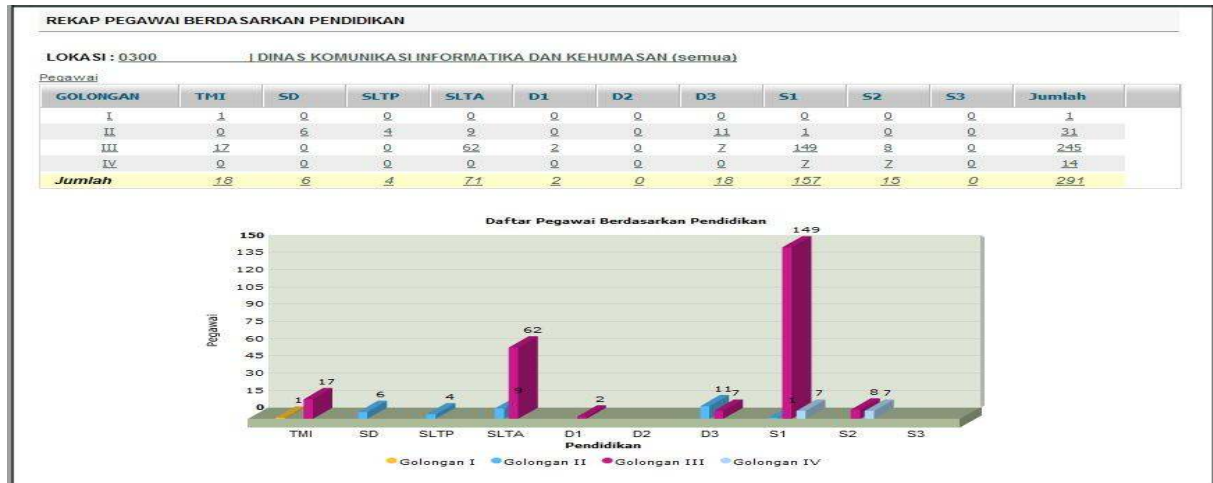 REKAP PEGAWAI BERDASARKAN PENDIDIKAN
LOKASI : 0300 | DINAS KOMUNIKASI INFORMATIKA DAN KEHUMASAN (semua)
Pegawai
GOLONGAN TMI SD SLTP SLTA D1 D2 D3 S1 S2 S3 Jumlah
I 1 0 0 0 0 0 0 0 0 0 1
II 0 6 4 9 0 0 11 1 0 0 31
III 17 0 0 62 2 0 7 149 8 0 245
IV 0 0 0 0 0 0 0 7 7 0 14
Jumlah 18 6 4 71 2 0 18 157 15 0 291
Daftar Pegawai Berdasarkan Pendidikan
149
150
135
120
105
90
75
60
45
30
15
0
Pegawai
1 17 6 4 9 62 2 11 7 1 7 8 7
TMI SD SLTP SLTA D1 D2 D3 S1 S2 S3
Pendidikan
Golongan I Golongan II Golongan III Golongan IV